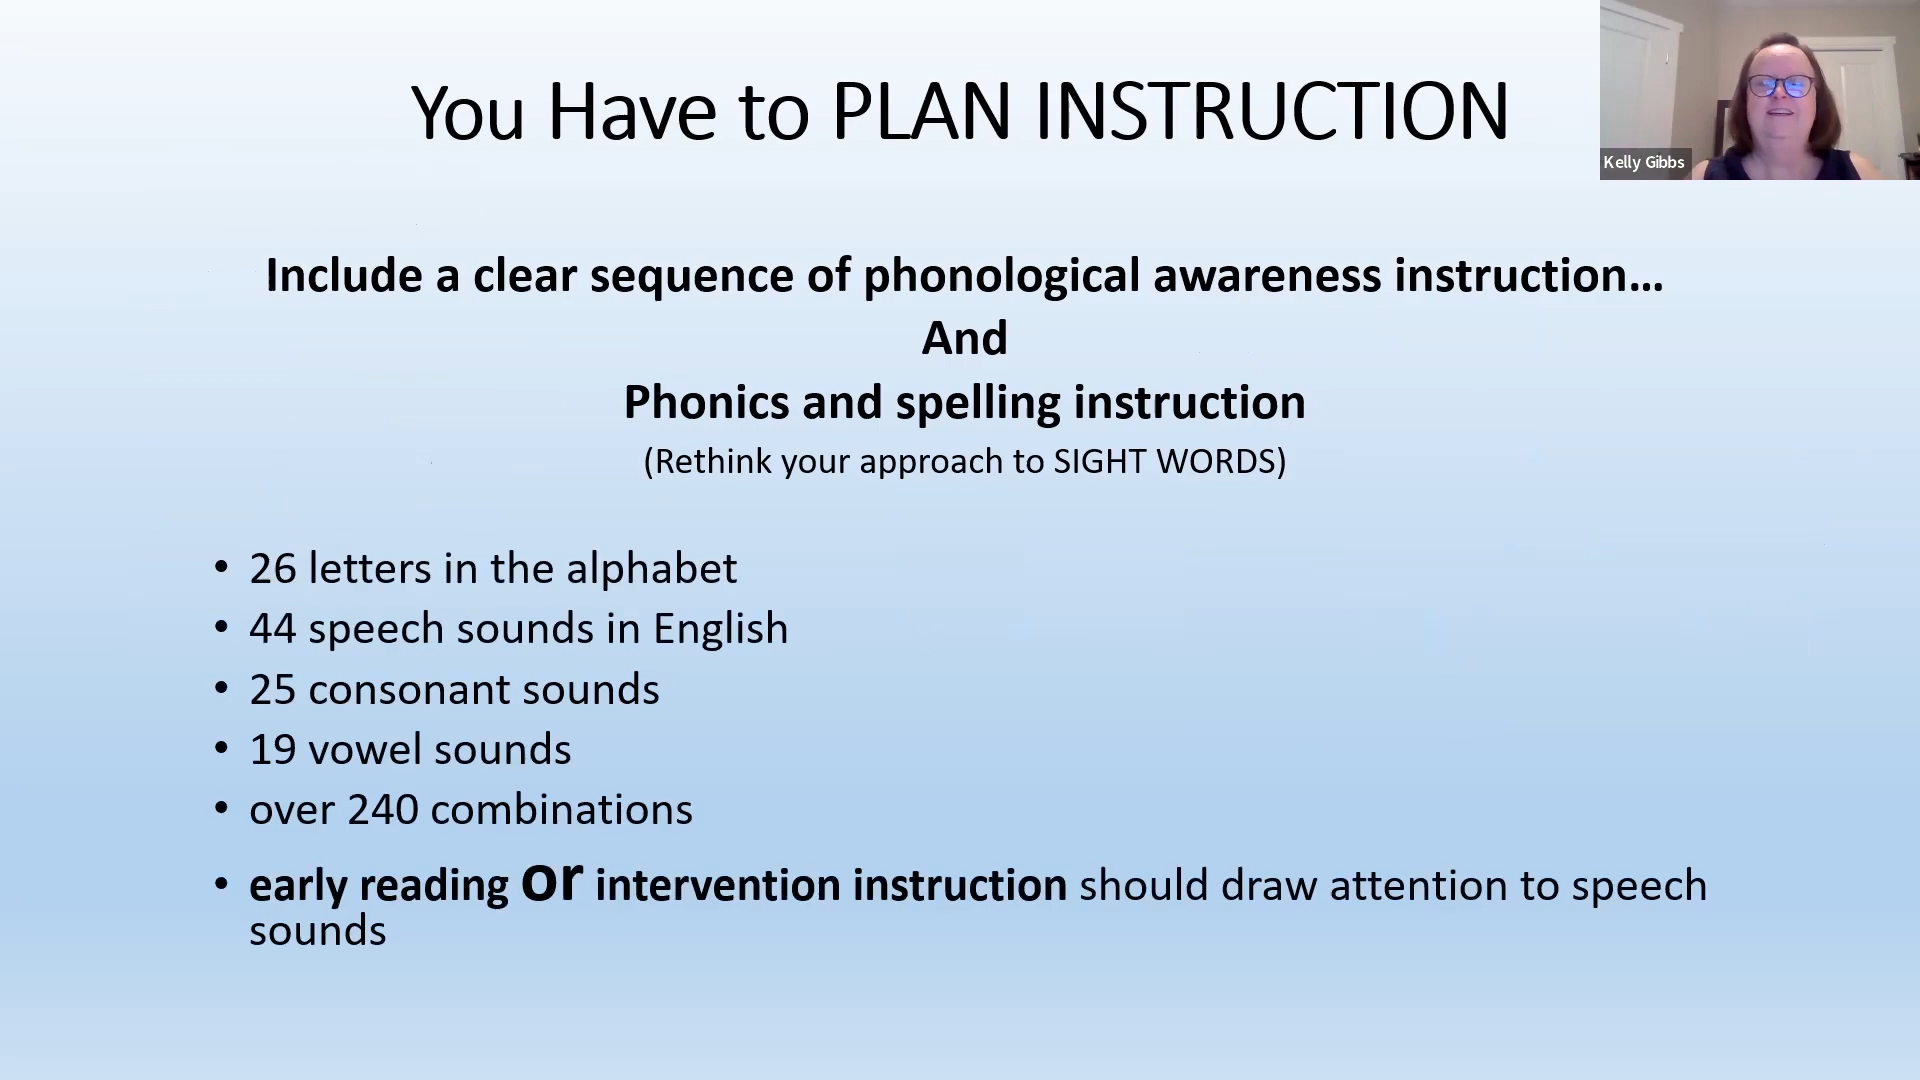 You Have to PLAN INSTRUCTION
Kelly Gibbs
Include a clear sequence of phonological awareness instruction...
And
Phonics and spelling instruction
(Rethink your approach to SIGHT WORDS)
• 26 letters in the alphabet
• 44 speech sounds in English
• 25 consonant sounds
• 19 vowel sounds
• over 240 combinations
• early reading or intervention instruction should draw attention to speech
sounds